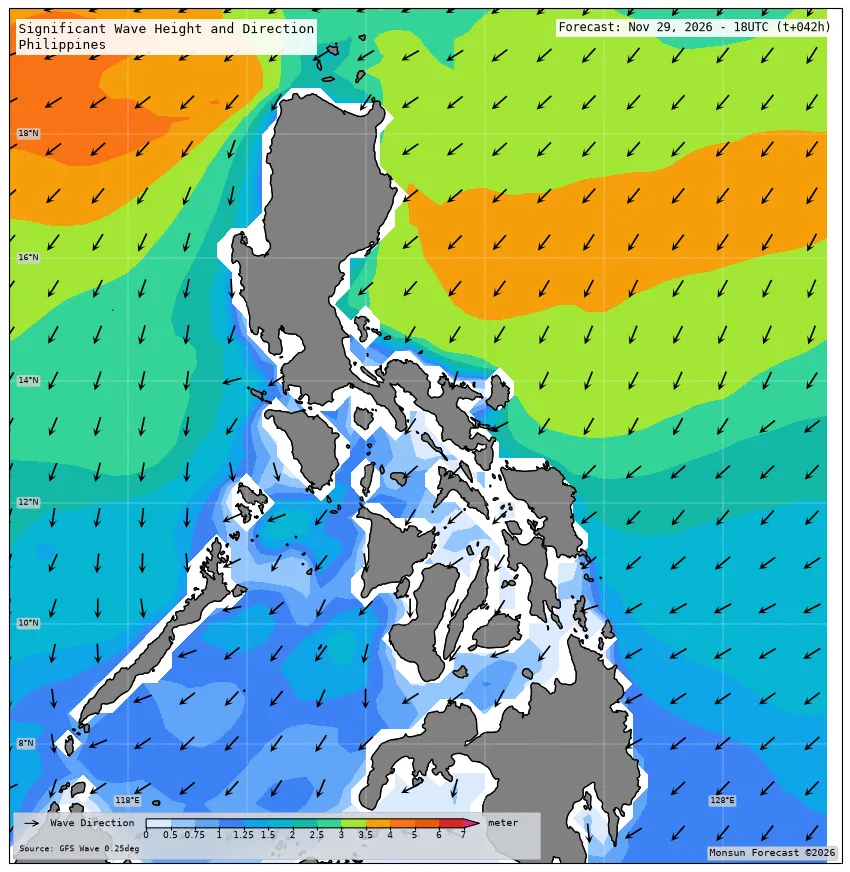 Significant Wave Height and Direction
Philippines
Forecast: Nov 29, 2026 - 18UTC (t+042h)
18°N
16°N
14°N
12°N
10°N
8°N
118°E
128°E
Wave Direction
0 0.5 0.75 1 1.25 1.5 2 2.5 3 3.5 4 5 6 7
meter
Source: GFS Wave 0.25deg
Monsun Forecast ©2026